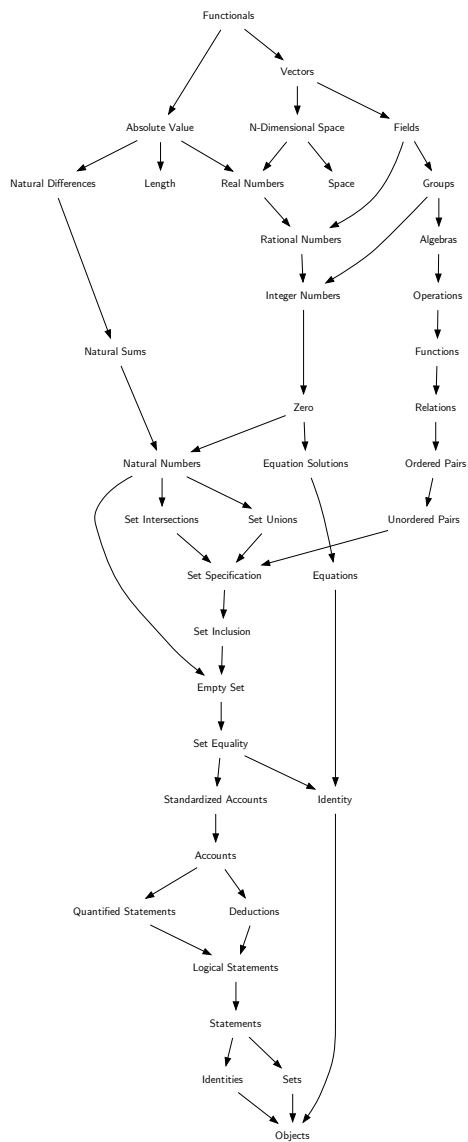 Functionals
Vectors
Absolute Value
N-Dimensional Space
Fields
Natural Differences
Length
Real Numbers
Space
Groups
Rational Numbers
Algebras
Integer Numbers
Operations
Natural Sums
Functions
Zero
Relations
Natural Numbers
Equation Solutions
Ordered Pairs
Set Intersections
Set Unions
Unordered Pairs
Set Specification
Equations
Set Inclusion
Empty Set
Set Equality
Standardized Accounts
Identity
Accounts
Quantified Statements
Deductions
Logical Statements
Statements
Identities
Sets
Objects